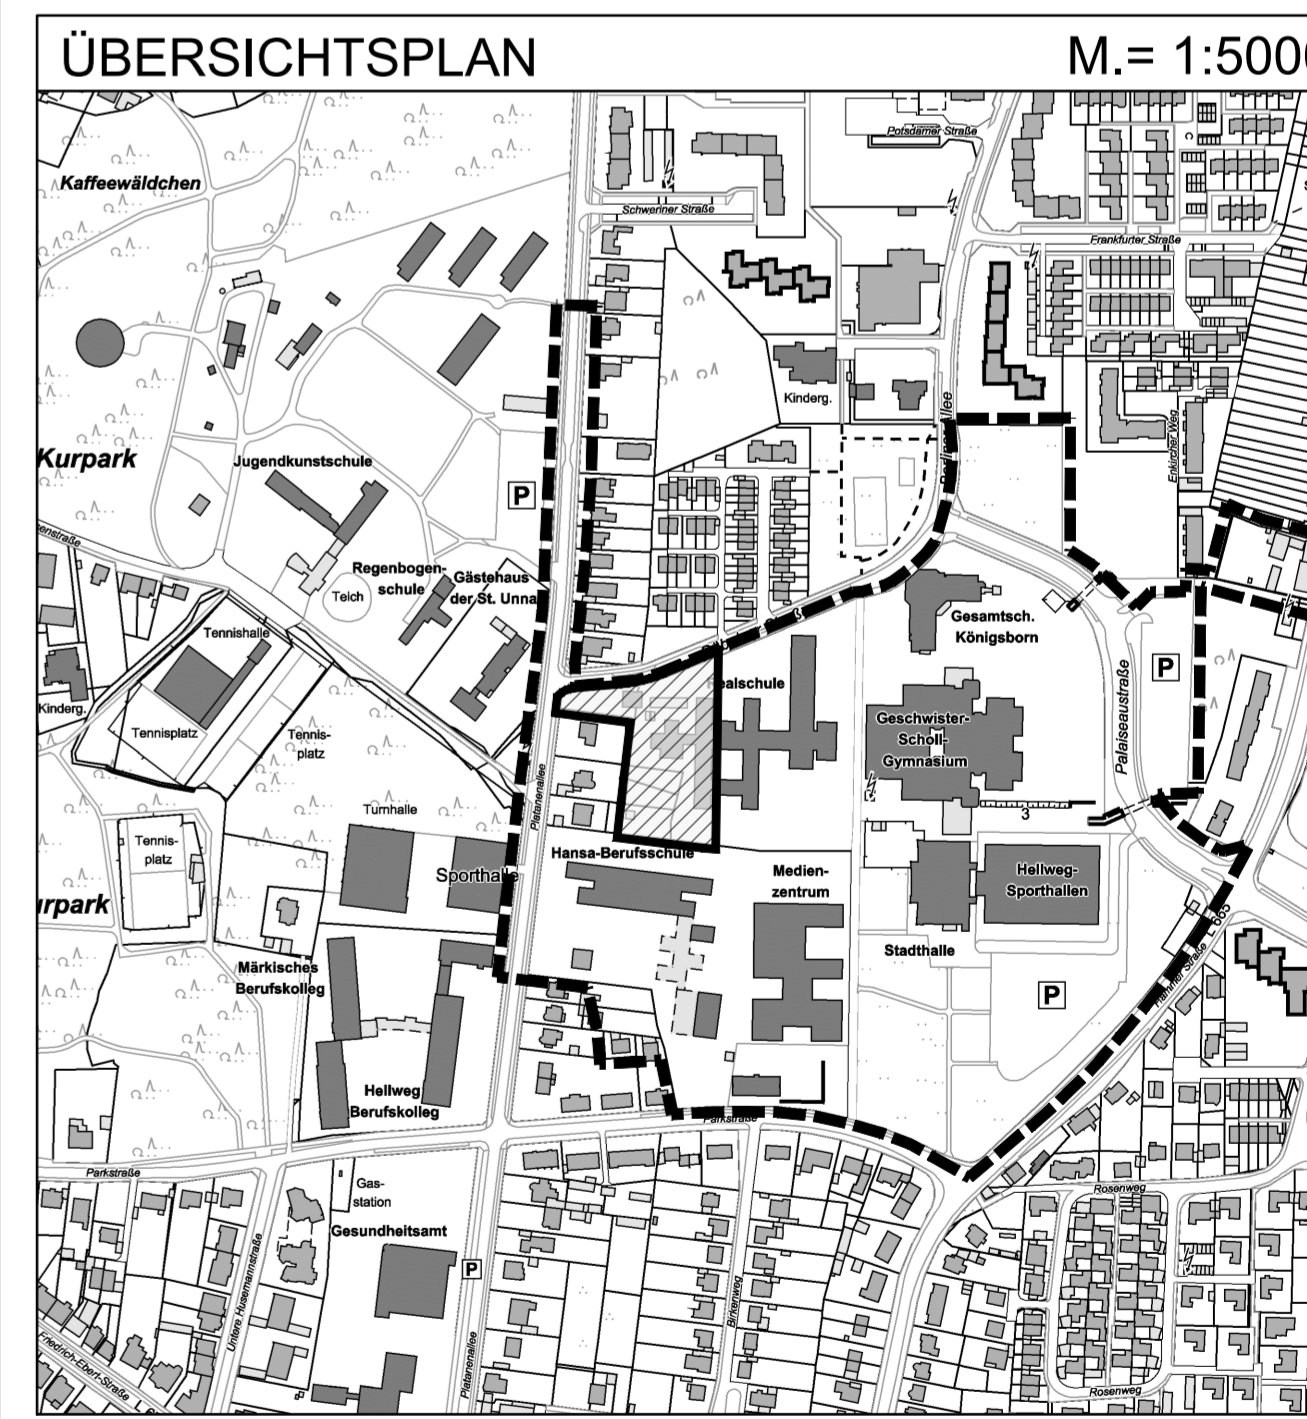 ÜBERSICHTSPLAN
M.= 1:500
Potsdamer Straße
Kaffeewäldchen
Schweriner Straße
Frankfurter Straße
Kinderg.
Enkircher Weg
Kurpark
Jugendkunstschule
P
Regenbogen-
schule
Gästehaus
der St. Unna
Teich
Gesamtsch.
Königsborn
Tennishalle
P
Palaiseaustraße
Kinderg.
Tennisplatz
Tennis-
platz
Geschwister-
Scholl-
Gymnasium
Platanenallee
Turnhalle
3
Tennis-
platz
Hansa-Berufsschule
Sporthalle
Medien-
zentrum
Hellweg-
Sporthallen
Stadthalle
L 665
Hammer Straße
Märkisches
Berufskolleg
P
Hellweg
Berufskolleg
Parkstraße
Parkstraße
Gas-
station
Rosenweg
Gesundheitsamt
P
Untere Husemannstraße
Birkenweg
Friedrich-Ebert-Straße
Platanenallee
Rosenweg